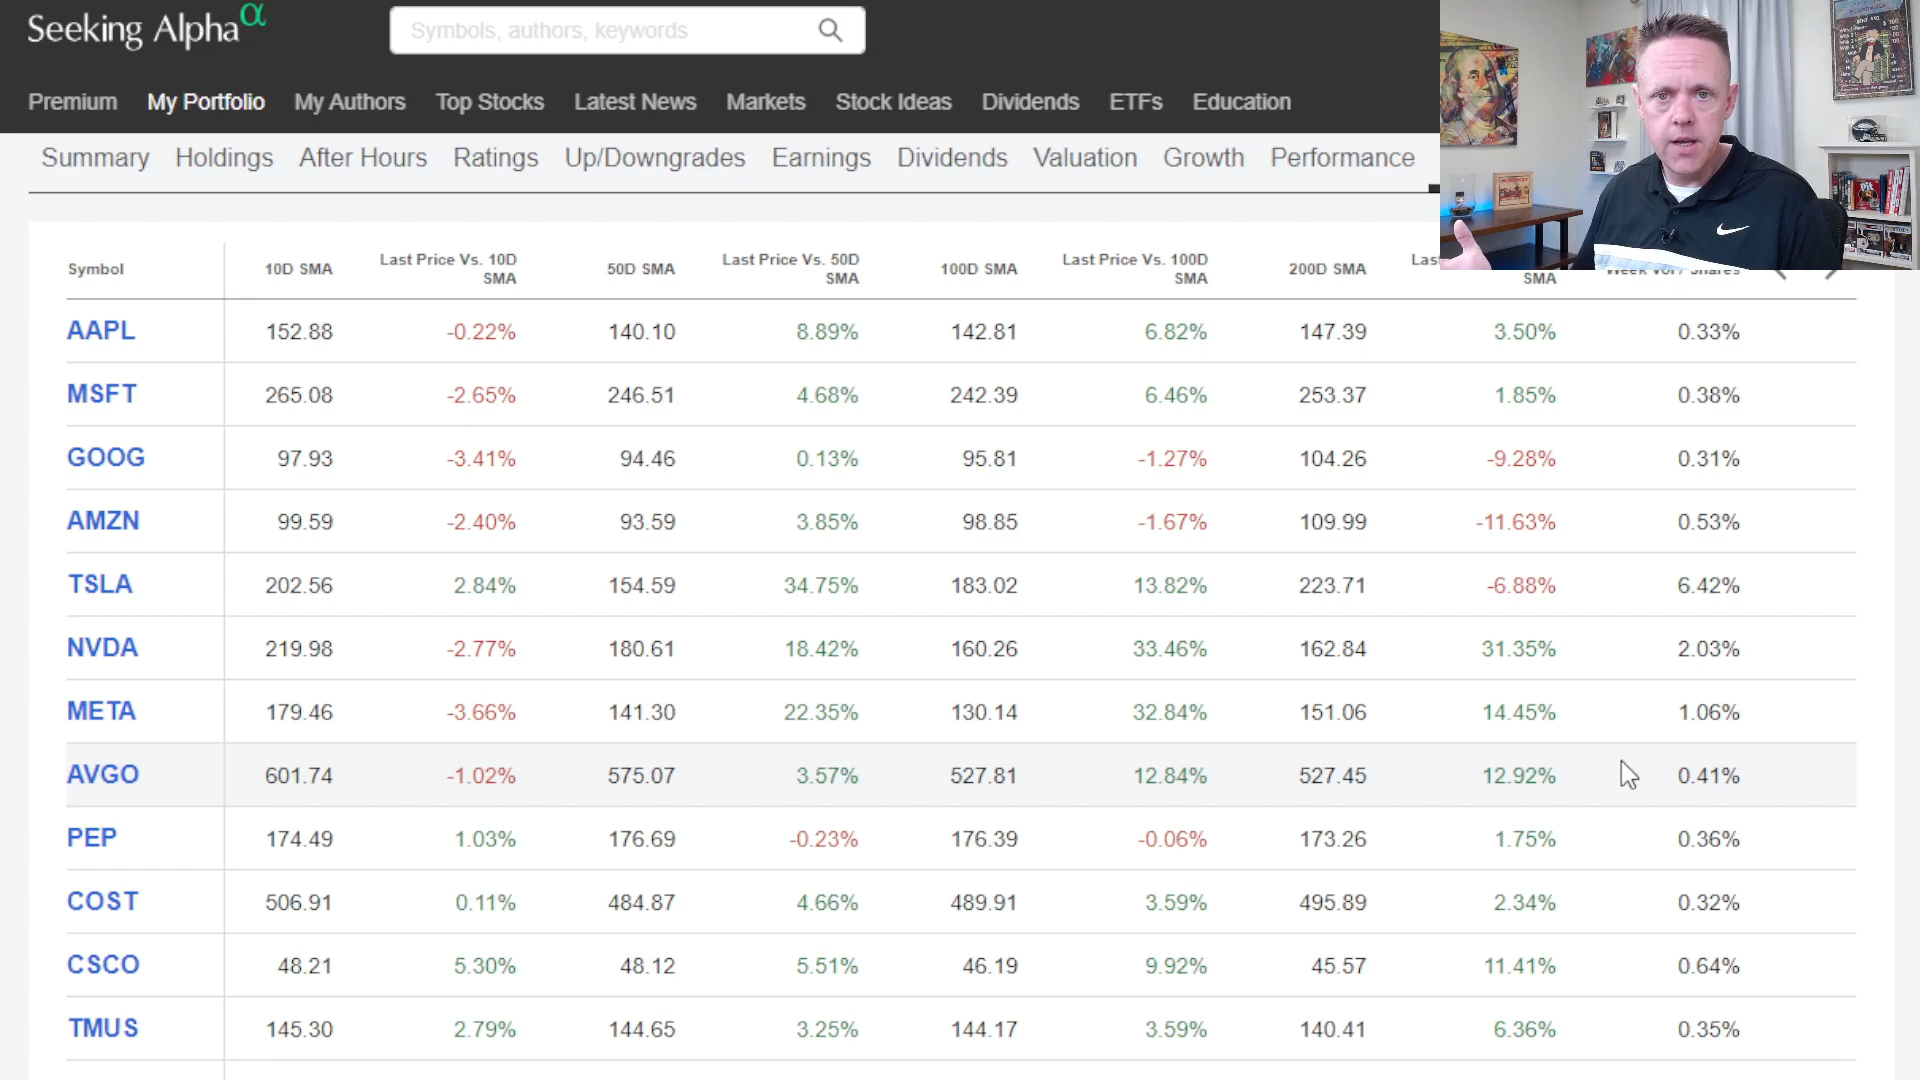 Seeking Alpha α
Symbols, authors, keywords
Premium My Portfolio My Authors Top Stocks Latest News Markets Stock Ideas Dividends ETFs Education
Summary Holdings After Hours Ratings Up/Downgrades Earnings Dividends Valuation Growth Performance
Symbol 10D SMA Last Price Vs. 10D SMA 50D SMA Last Price Vs. 50D SMA 100D SMA Last Price Vs. 100D SMA 200D SMA Las SMA Week Vol / Shares
AAPL 152.88 -0.22% 140.10 8.89% 142.81 6.82% 147.39 3.50% 0.33%
MSFT 265.08 -2.65% 246.51 4.68% 242.39 6.46% 253.37 1.85% 0.38%
GOOG 97.93 -3.41% 94.46 0.13% 95.81 -1.27% 104.26 -9.28% 0.31%
AMZN 99.59 -2.40% 93.59 3.85% 98.85 -1.67% 109.99 -11.63% 0.53%
TSLA 202.56 2.84% 154.59 34.75% 183.02 13.82% 223.71 -6.88% 6.42%
NVDA 219.98 -2.77% 180.61 18.42% 160.26 33.46% 162.84 31.35% 2.03%
META 179.46 -3.66% 141.30 22.35% 130.14 32.84% 151.06 14.45% 1.06%
AVGO 601.74 -1.02% 575.07 3.57% 527.81 12.84% 527.45 12.92% 0.41%
PEP 174.49 1.03% 176.69 -0.23% 176.39 -0.06% 173.26 1.75% 0.36%
COST 506.91 0.11% 484.87 4.66% 489.91 3.59% 495.89 2.34% 0.32%
CSCO 48.21 5.30% 48.12 5.51% 46.19 9.92% 45.57 11.41% 0.64%
TMUS 145.30 2.79% 144.65 3.25% 144.17 3.59% 140.41 6.36% 0.35%